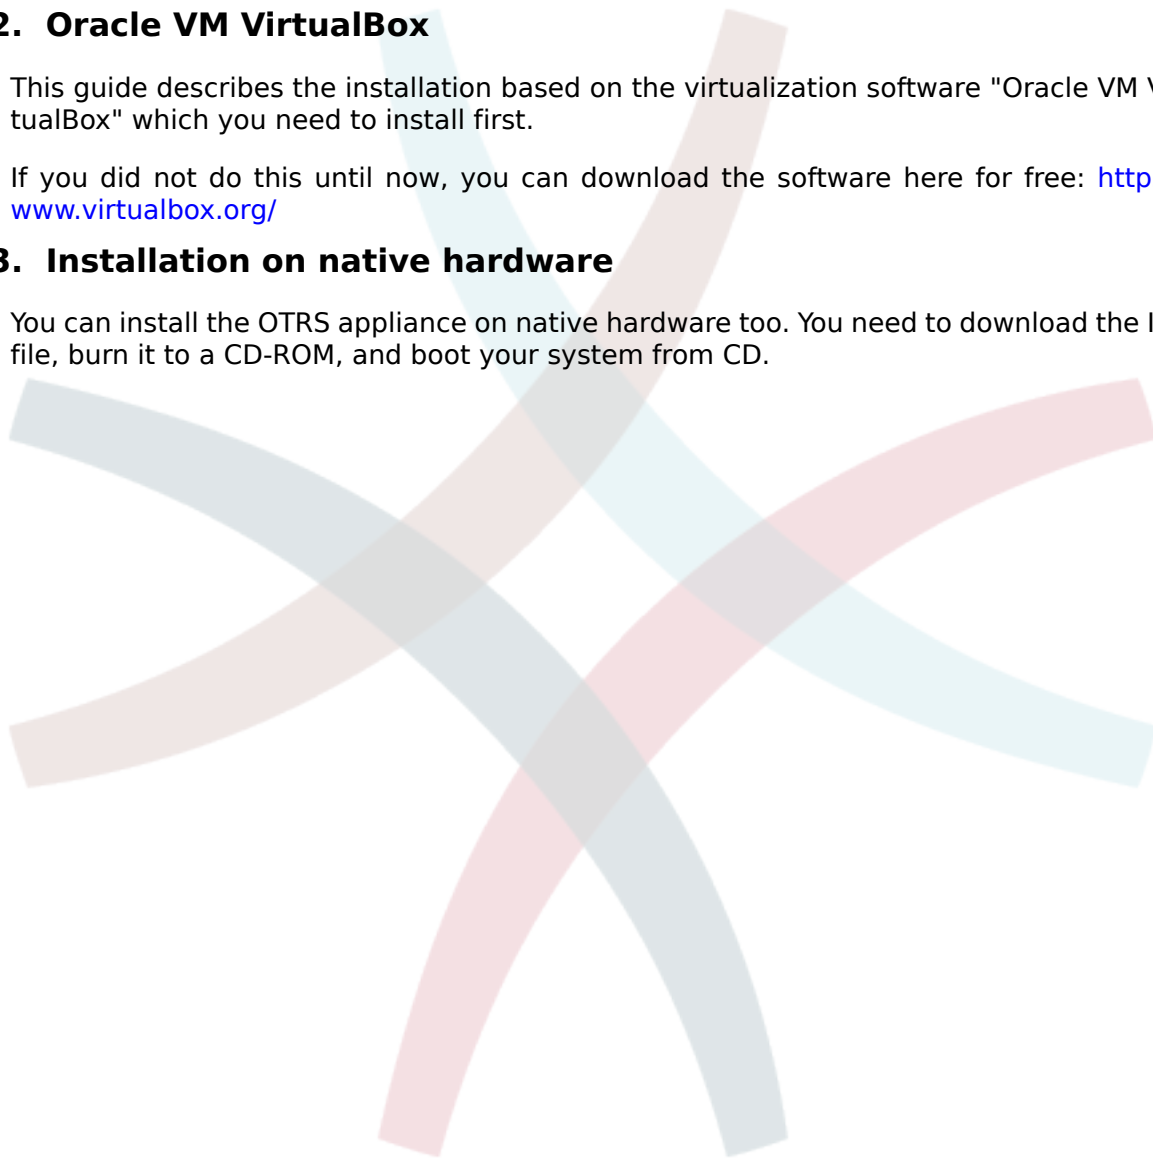 2. Oracle VM VirtualBox
This guide describes the installation based on the virtualization software "Oracle VM
tualBox" which you need to install first.
If you did not do this until now, you can download the software here for free: http
www.virtualbox.org/
3. Installation on native hardware
You can install the OTRS appliance on native hardware too. You need to download the
file, burn it to a CD-ROM, and boot your system from CD.